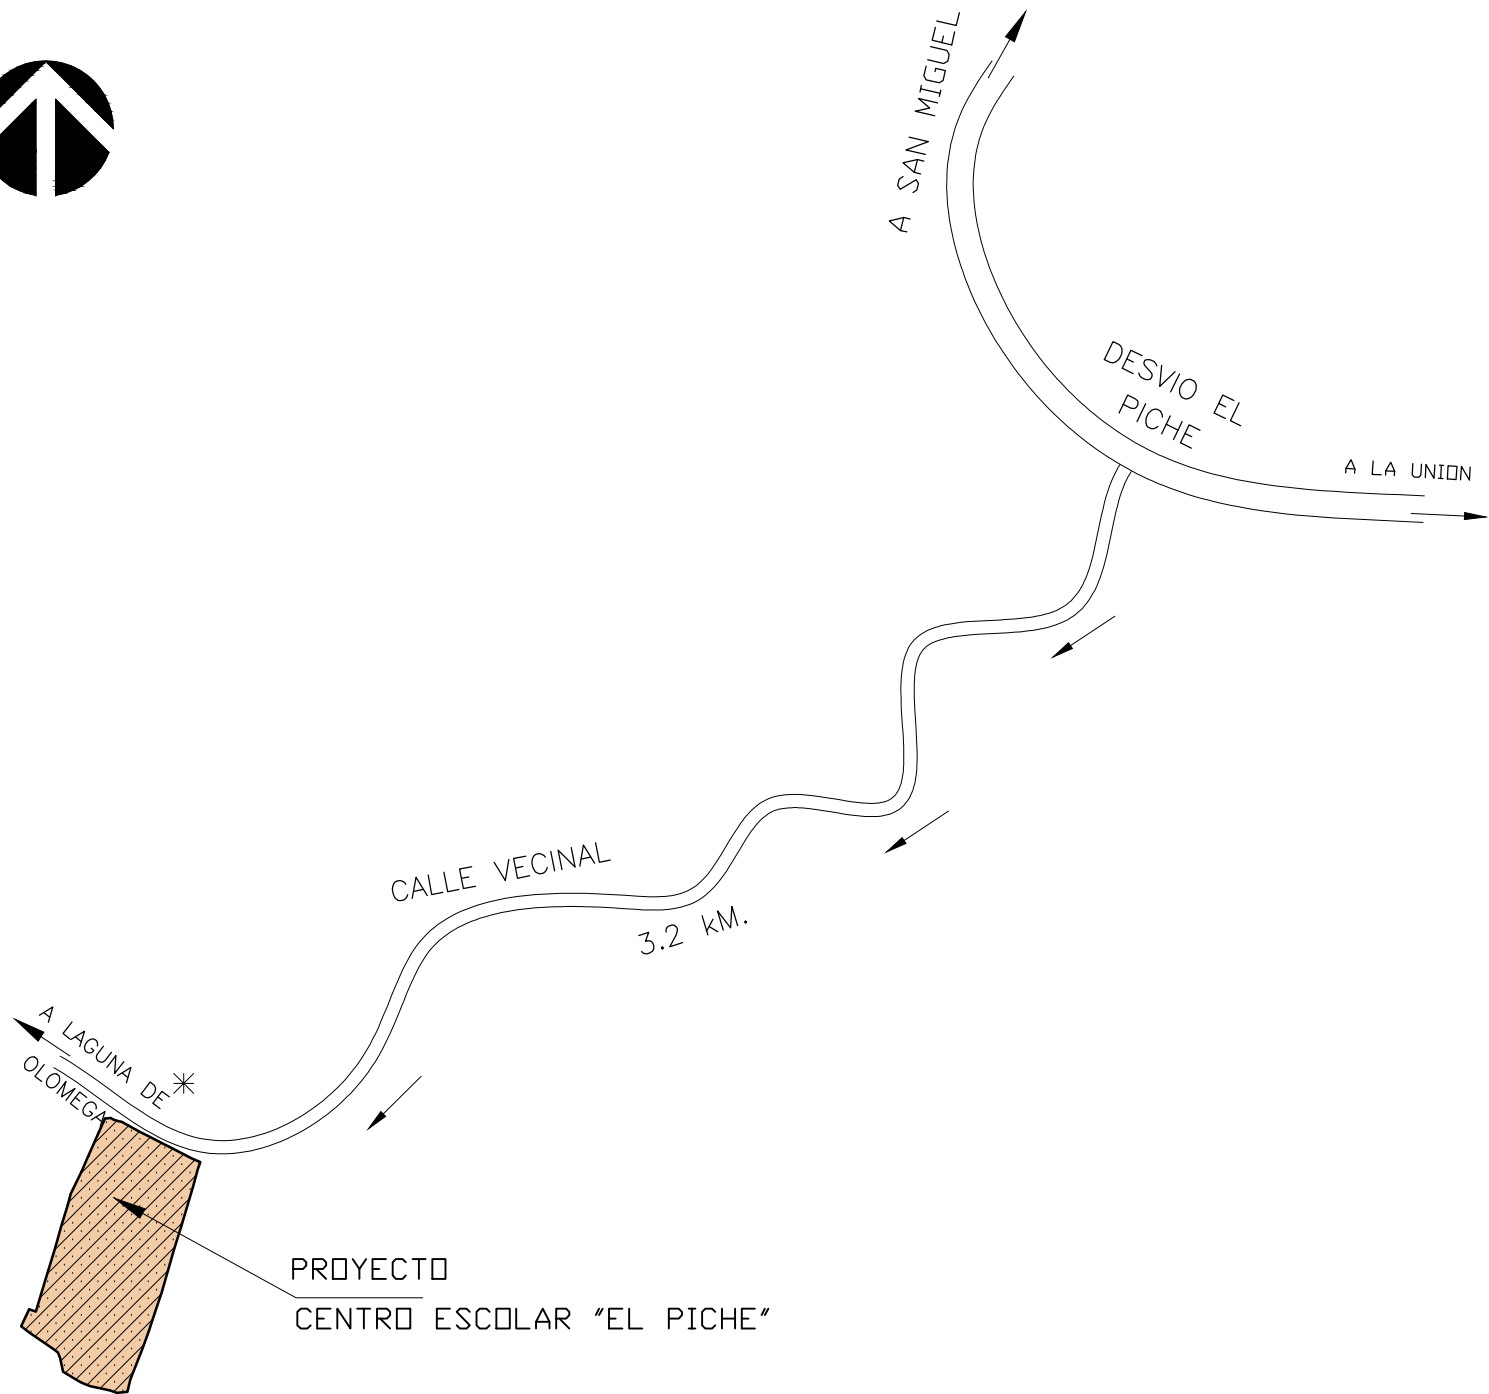 A SAN MIGUEL
DESVIO EL
PICHE
A LA UNION
CALLE VECINAL
3.2 kM.
A LAGUNA DE
OLOMEGA
PROYECTO
CENTRO ESCOLAR "EL PICHE"